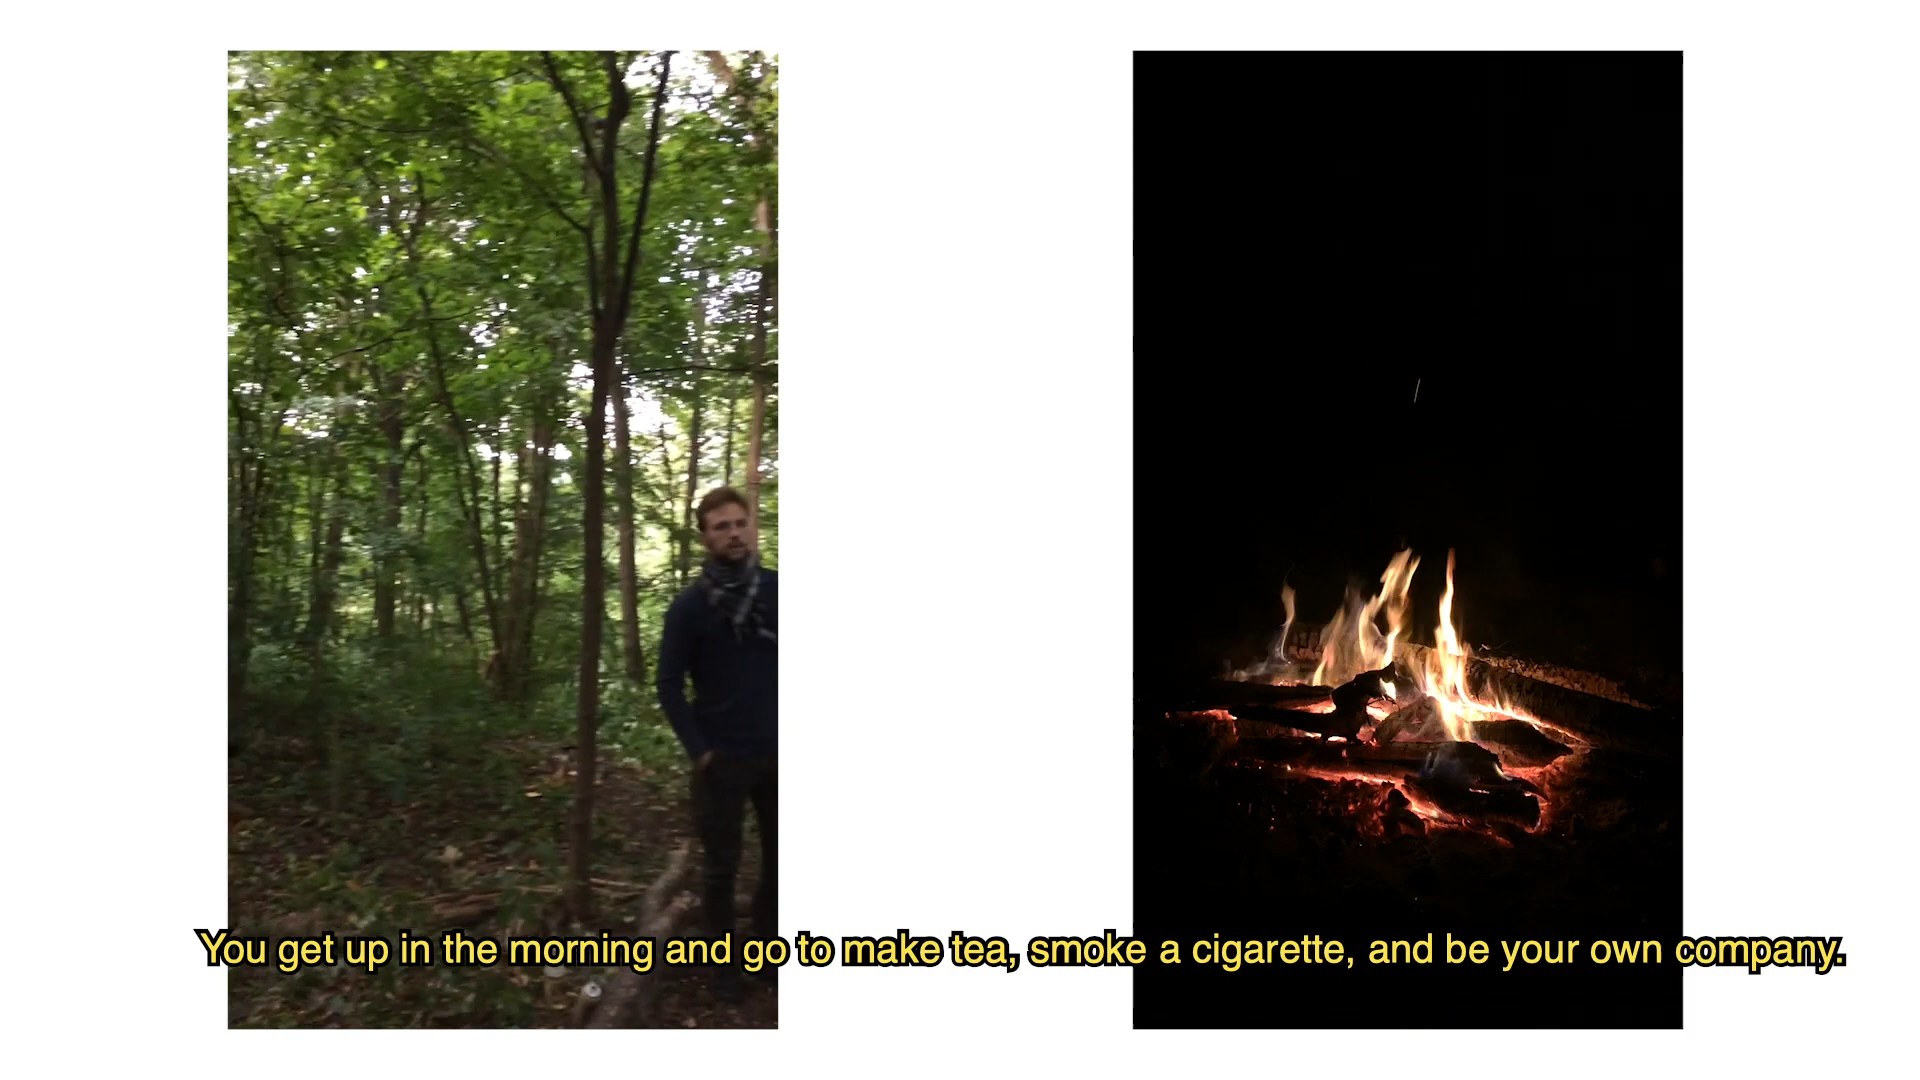 You get up in the morning and go to make tea, smoke a cigarette, and be your own company.